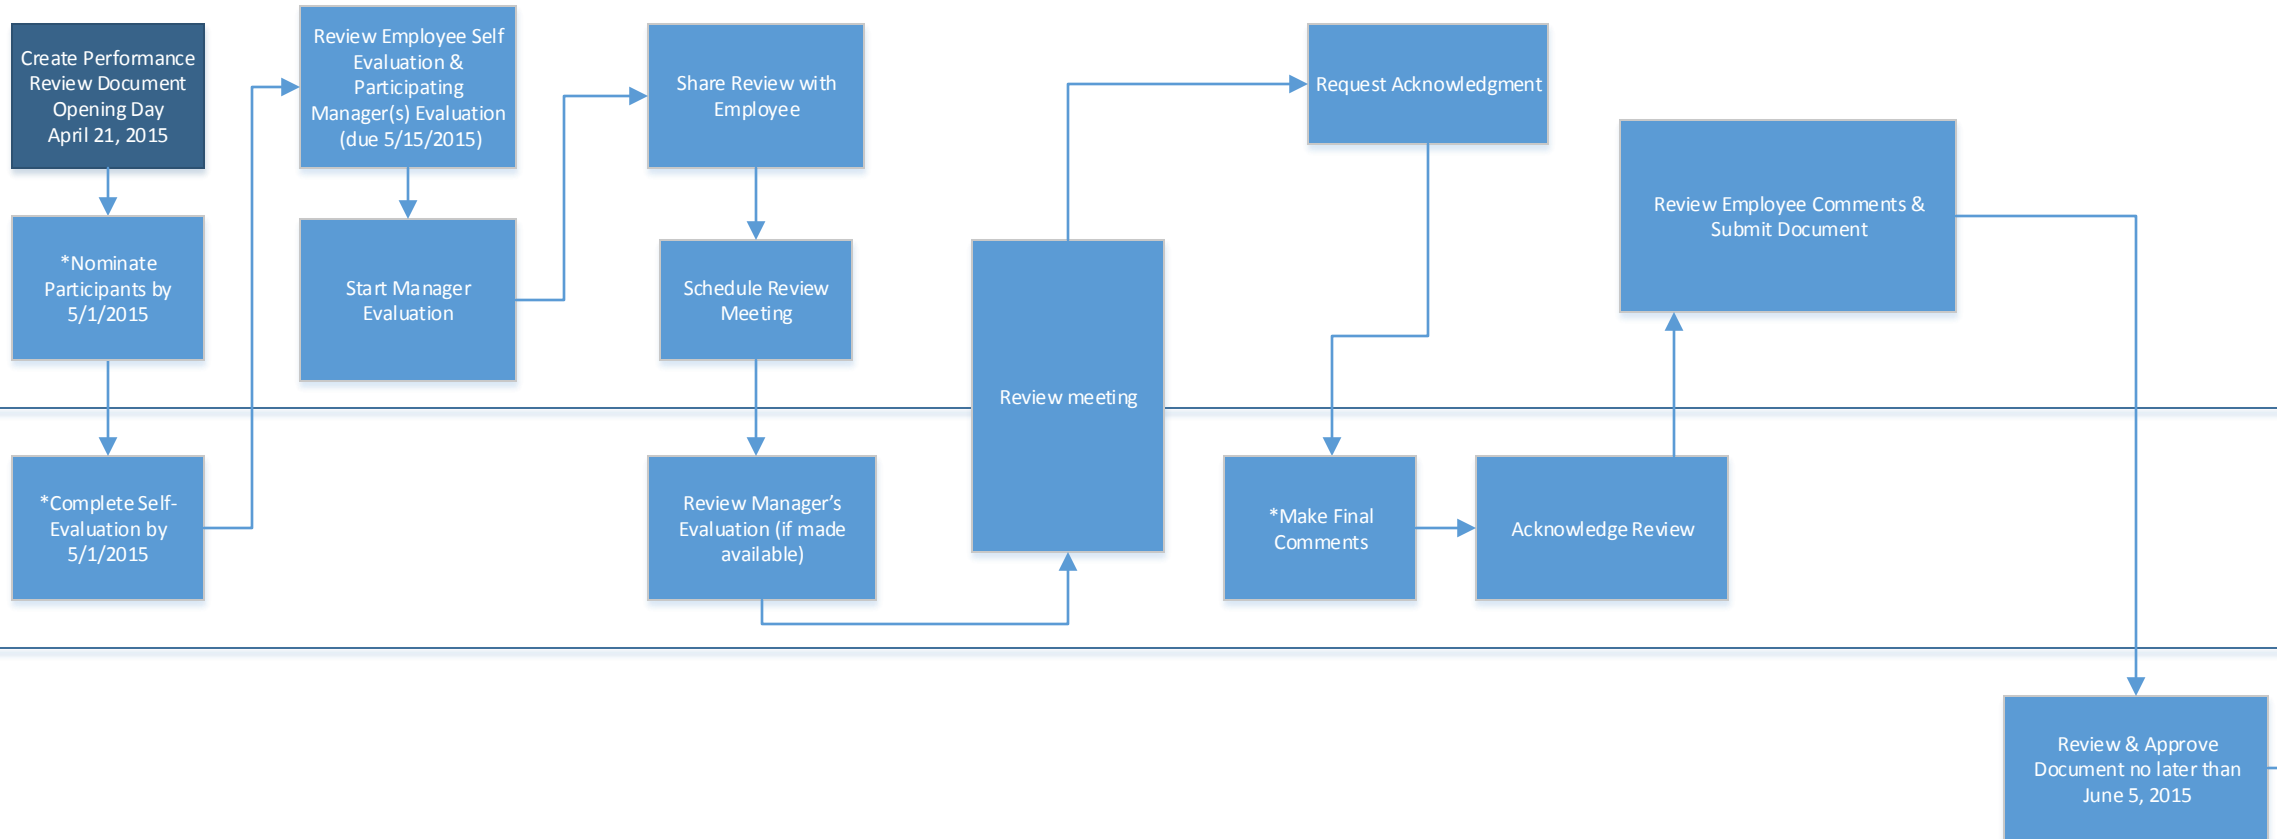 Create Performance
Review Document
Opening Day
April 21, 2015
*Nominate
Participants by
5/1/2015
*Complete Self-
Evaluation by
5/1/2015
Review Employee Self
Evaluation &
Participating
Manager(s) Evaluation
(due 5/15/2015)
Start Manager
Evaluation
Share Review with
Employee
Schedule Review
Meeting
Review Manager’s
Evaluation (if made
available)
Review meeting
Request Acknowledgment
*Make Final
Comments
Acknowledge Review
Review Employee Comments &
Submit Document
Review & Approve
Document no later than
June 5, 2015